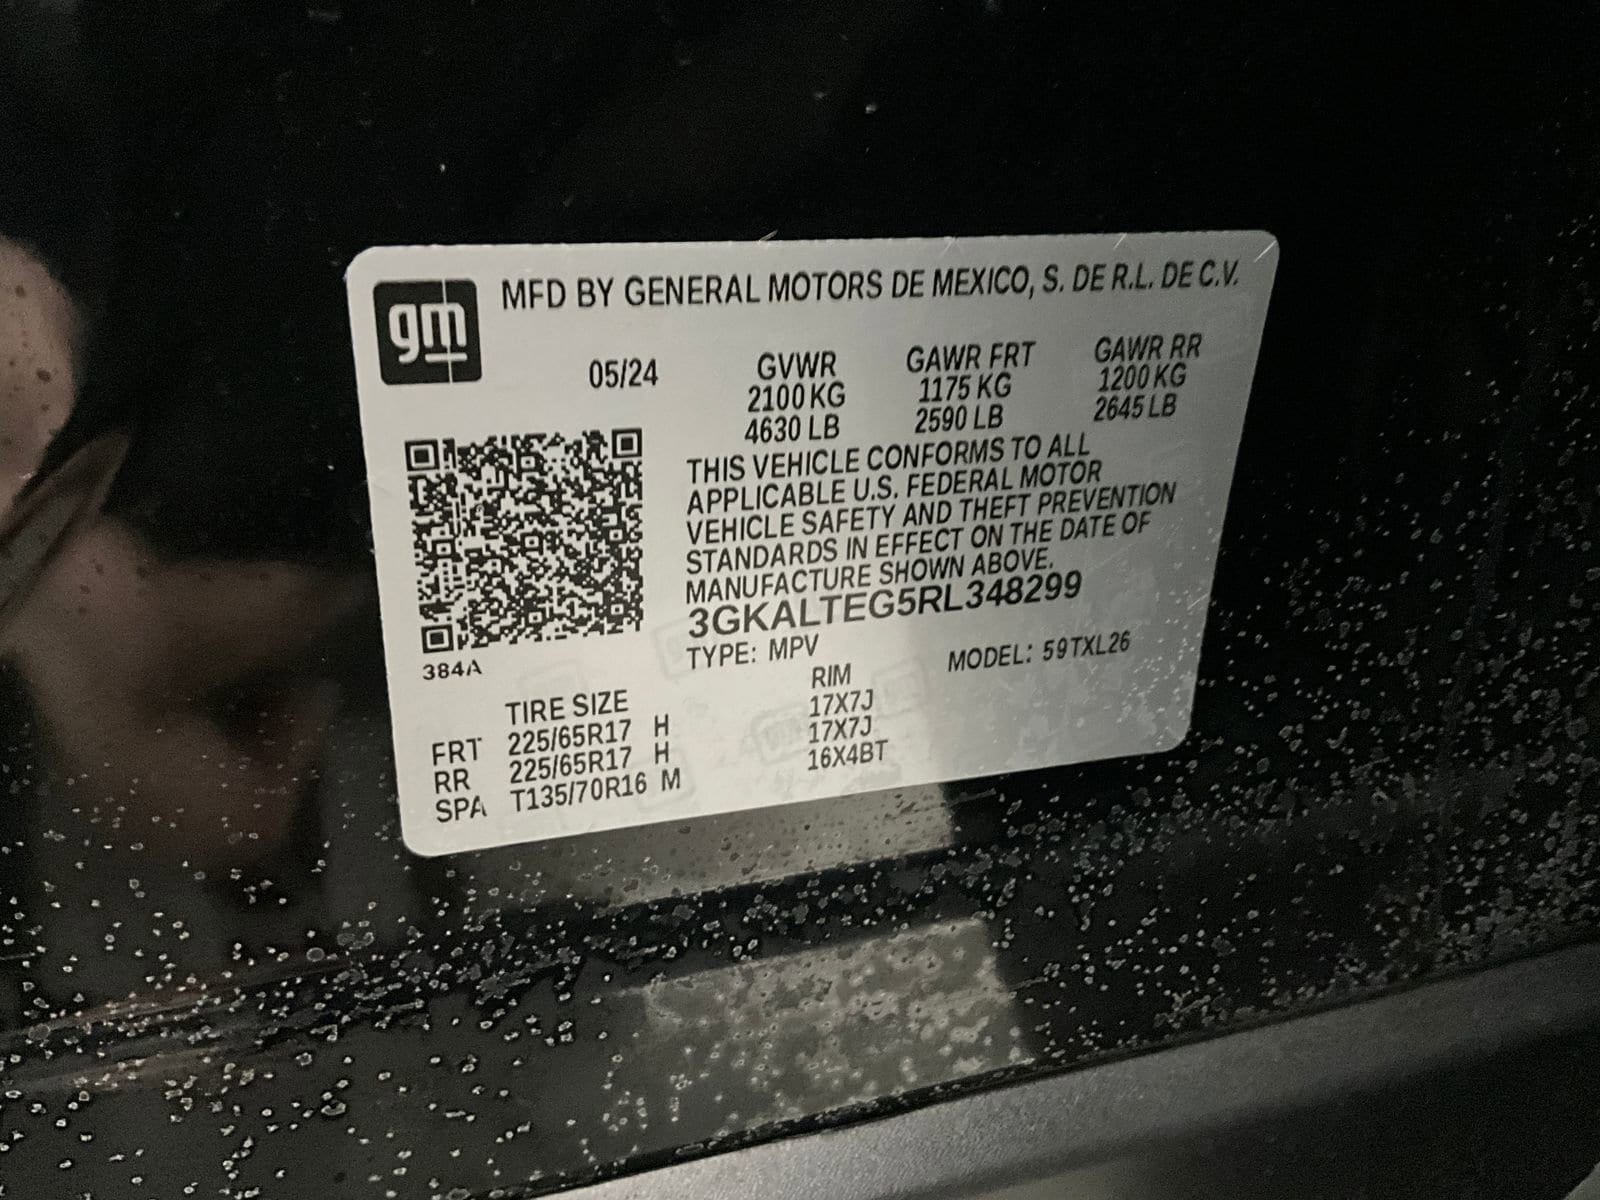 gm
MFD BY GENERAL MOTORS DE MEXICO, S. DE R.L. DE C.V.
05/24
GVWR GAWR FRT GAWR RR
2100 KG 1175 KG 1200 KG
4630 LB 2590 LB 2645 LB
THIS VEHICLE CONFORMS TO ALL
APPLICABLE U.S. FEDERAL MOTOR
VEHICLE SAFETY AND THEFT PREVENTION
STANDARDS IN EFFECT ON THE DATE OF
MANUFACTURE SHOWN ABOVE.
3GKALTEG5RL348299
TYPE: MPV MODEL: 59TXL26
384A
TIRE SIZE RIM
FRT 225/65R17 H 17X7J
RR 225/65R17 H 17X7J
SPA T135/70R16 M 16X4BT